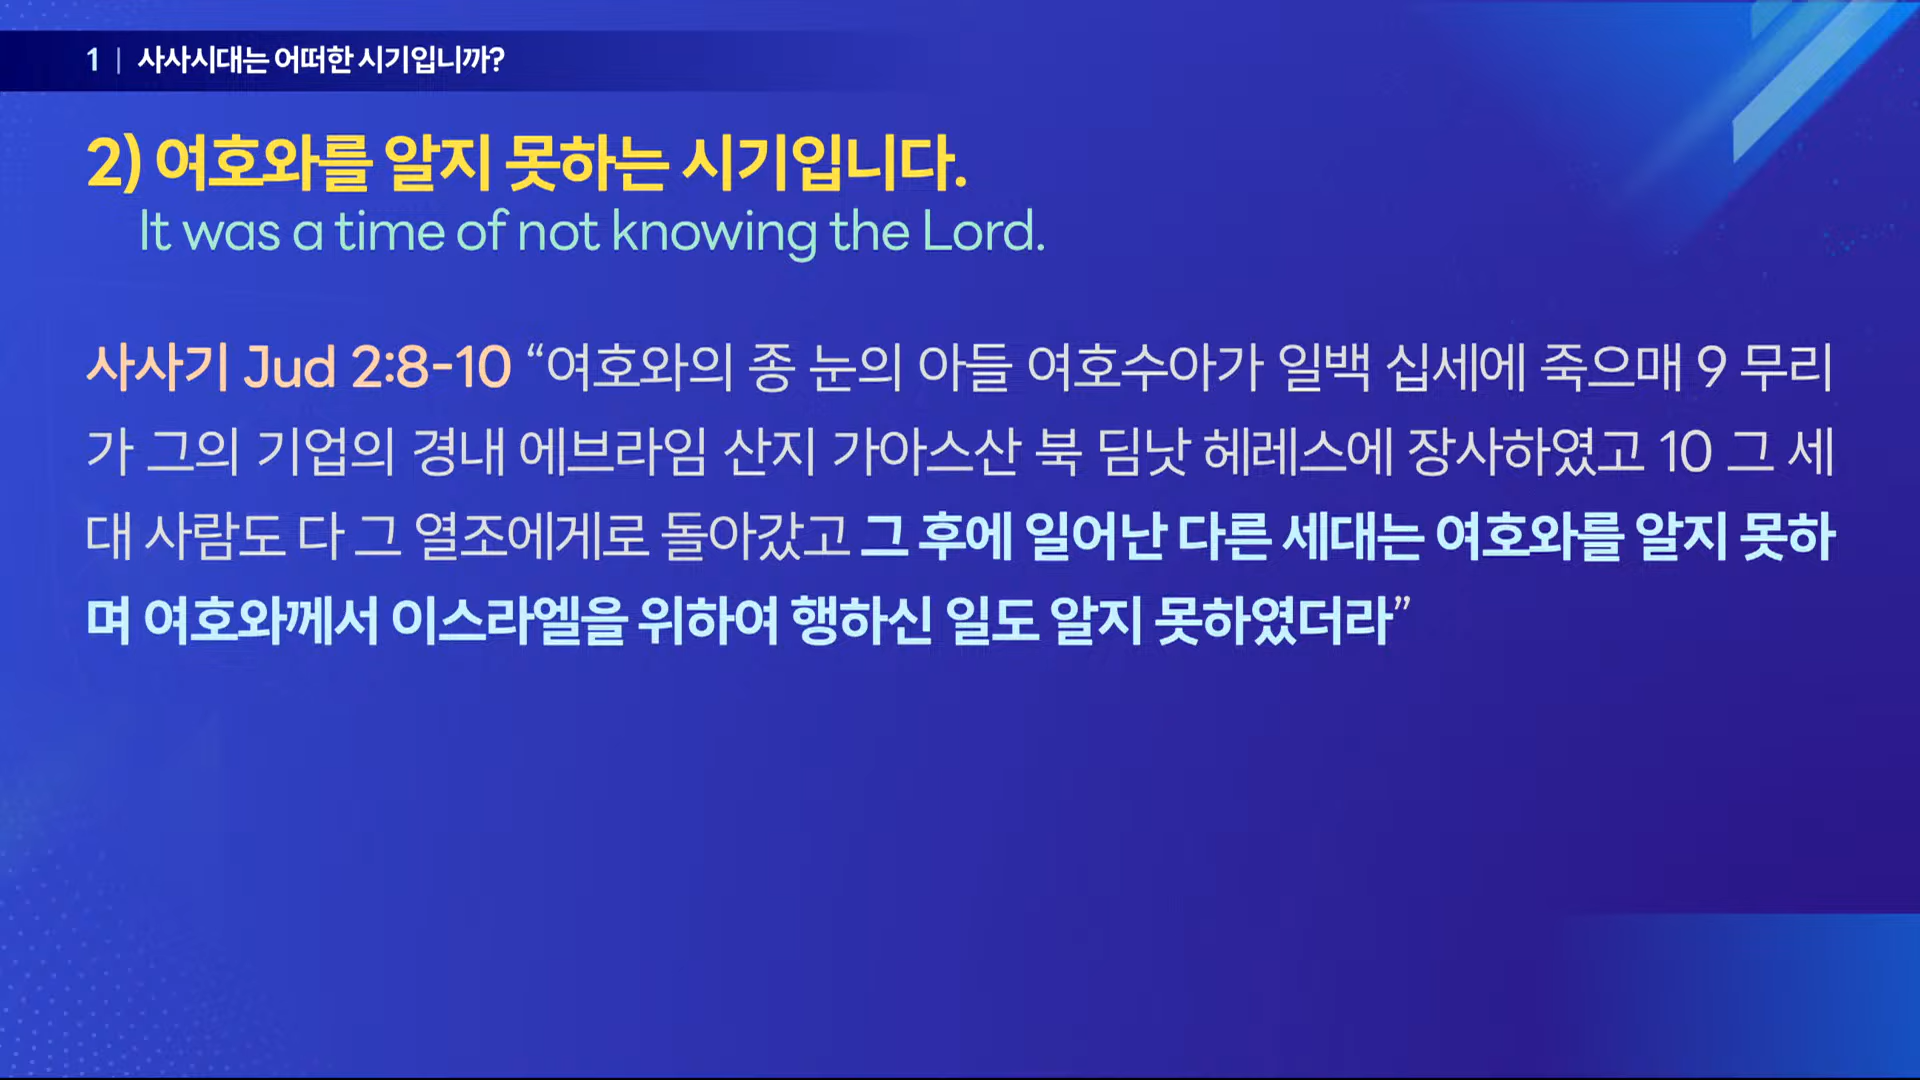 1 | 사사시대는 어떠한 시기입니까?
2) 여호와를 알지 못하는 시기입니다.
It was a time of not knowing the Lord.
사사기 Jud 2:8-10 “여호와의 종 눈의 아들 여호수아가 일백 십세에 죽으매 9 무리
가 그의 기업의 경내 에브라임 산지 가아스산 북 딤낫 헤레스에 장사하였고 10 그 세
대 사람도 다 그 열조에게로 돌아갔고 그 후에 일어난 다른 세대는 여호와를 알지 못하
며 여호와께서 이스라엘을 위하여 행하신 일도 알지 못하였더라”